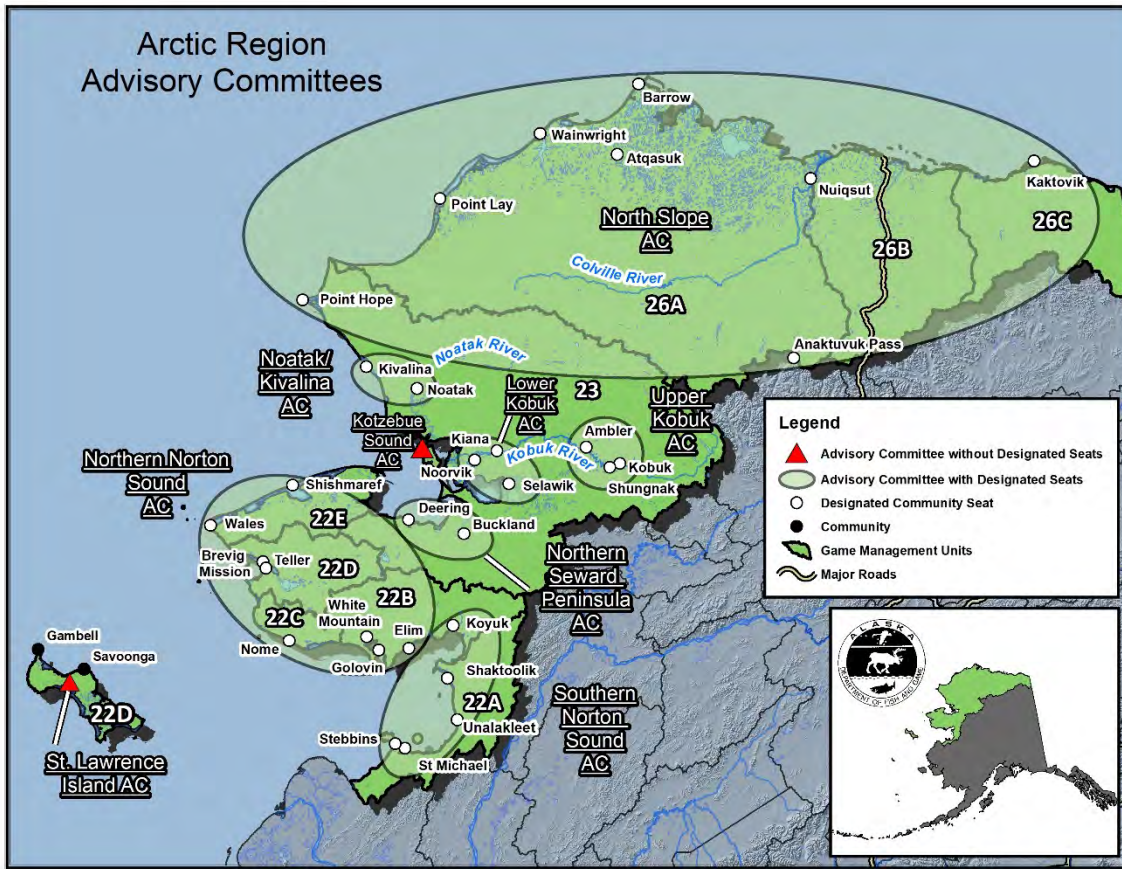 Arctic Region
Advisory Committees
Barrow
Wainwright
Atqasuk
Kaktovik
Nuiqsut
Point Lay
North Slope
AC
26C
26B
Colville River
26A
Point Hope
Anaktuvuk Pass
Noatak/
Kivalina
AC
Kivalina
Noatak River
Noatak
Lower
Kobuk
AC
23
Upper
Kobuk
AC
Kotzebue
Sound
AC
Kiana
Ambler
Noorvik
Kobuk River
Kobuk
Shungnak
Selawik
Northern Norton
Sound
AC
Shishmaref
Deering
Buckland
22E
Wales
Brevig
Mission
Teller
22D
Northern
Seward
Peninsula
AC
22B
White
Mountain
22C
Elim
Koyuk
Nome
Golovin
Shaktoolik
Gambell
Savoonga
22A
Unalakleet
Southern
Norton
Sound
AC
22D
Stebbins
St Michael
St. Lawrence
Island AC
Legend
Advisory Committee without Designated Seats
Advisory Committee with Designated Seats
Designated Community Seat
Community
Game Management Units
Major Roads
ALASKA
DEPARTMENT OF FISH AND GAME